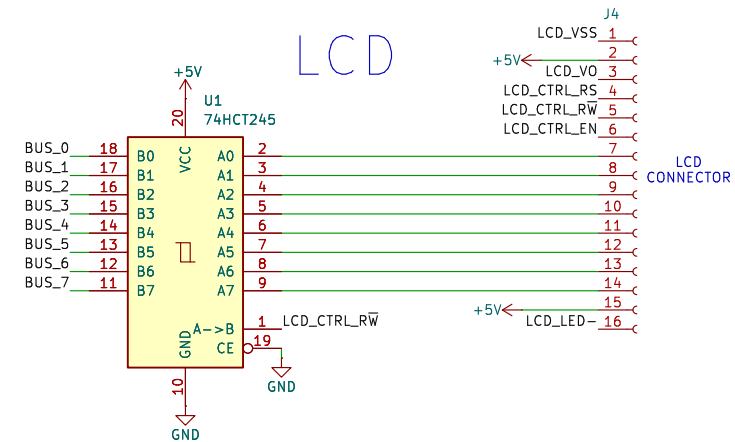 LCD
J4
LCD_VSS 1
+5V 2
LCD_VO 3
LCD_CTRL_RS 4
LCD_CTRL_RW̅ 5
LCD_CTRL_EN 6
+5V
20
U1
74HCT245
VCC
BUS_0 18 B0 A0 2 7
BUS_1 17 B1 A1 3 8
BUS_2 16 B2 A2 4 9
BUS_3 15 B3 A3 5 10
BUS_4 14 B4 A4 6 11
BUS_5 13 B5 A5 7 12
BUS_6 12 B6 A6 8 13
BUS_7 11 B7 A7 9 14
LCD
CONNECTOR
+5V 15
LCD_LED- 16
A->B 1 LCD_CTRL_RW̅
CE 19
GND
GND
10
GND